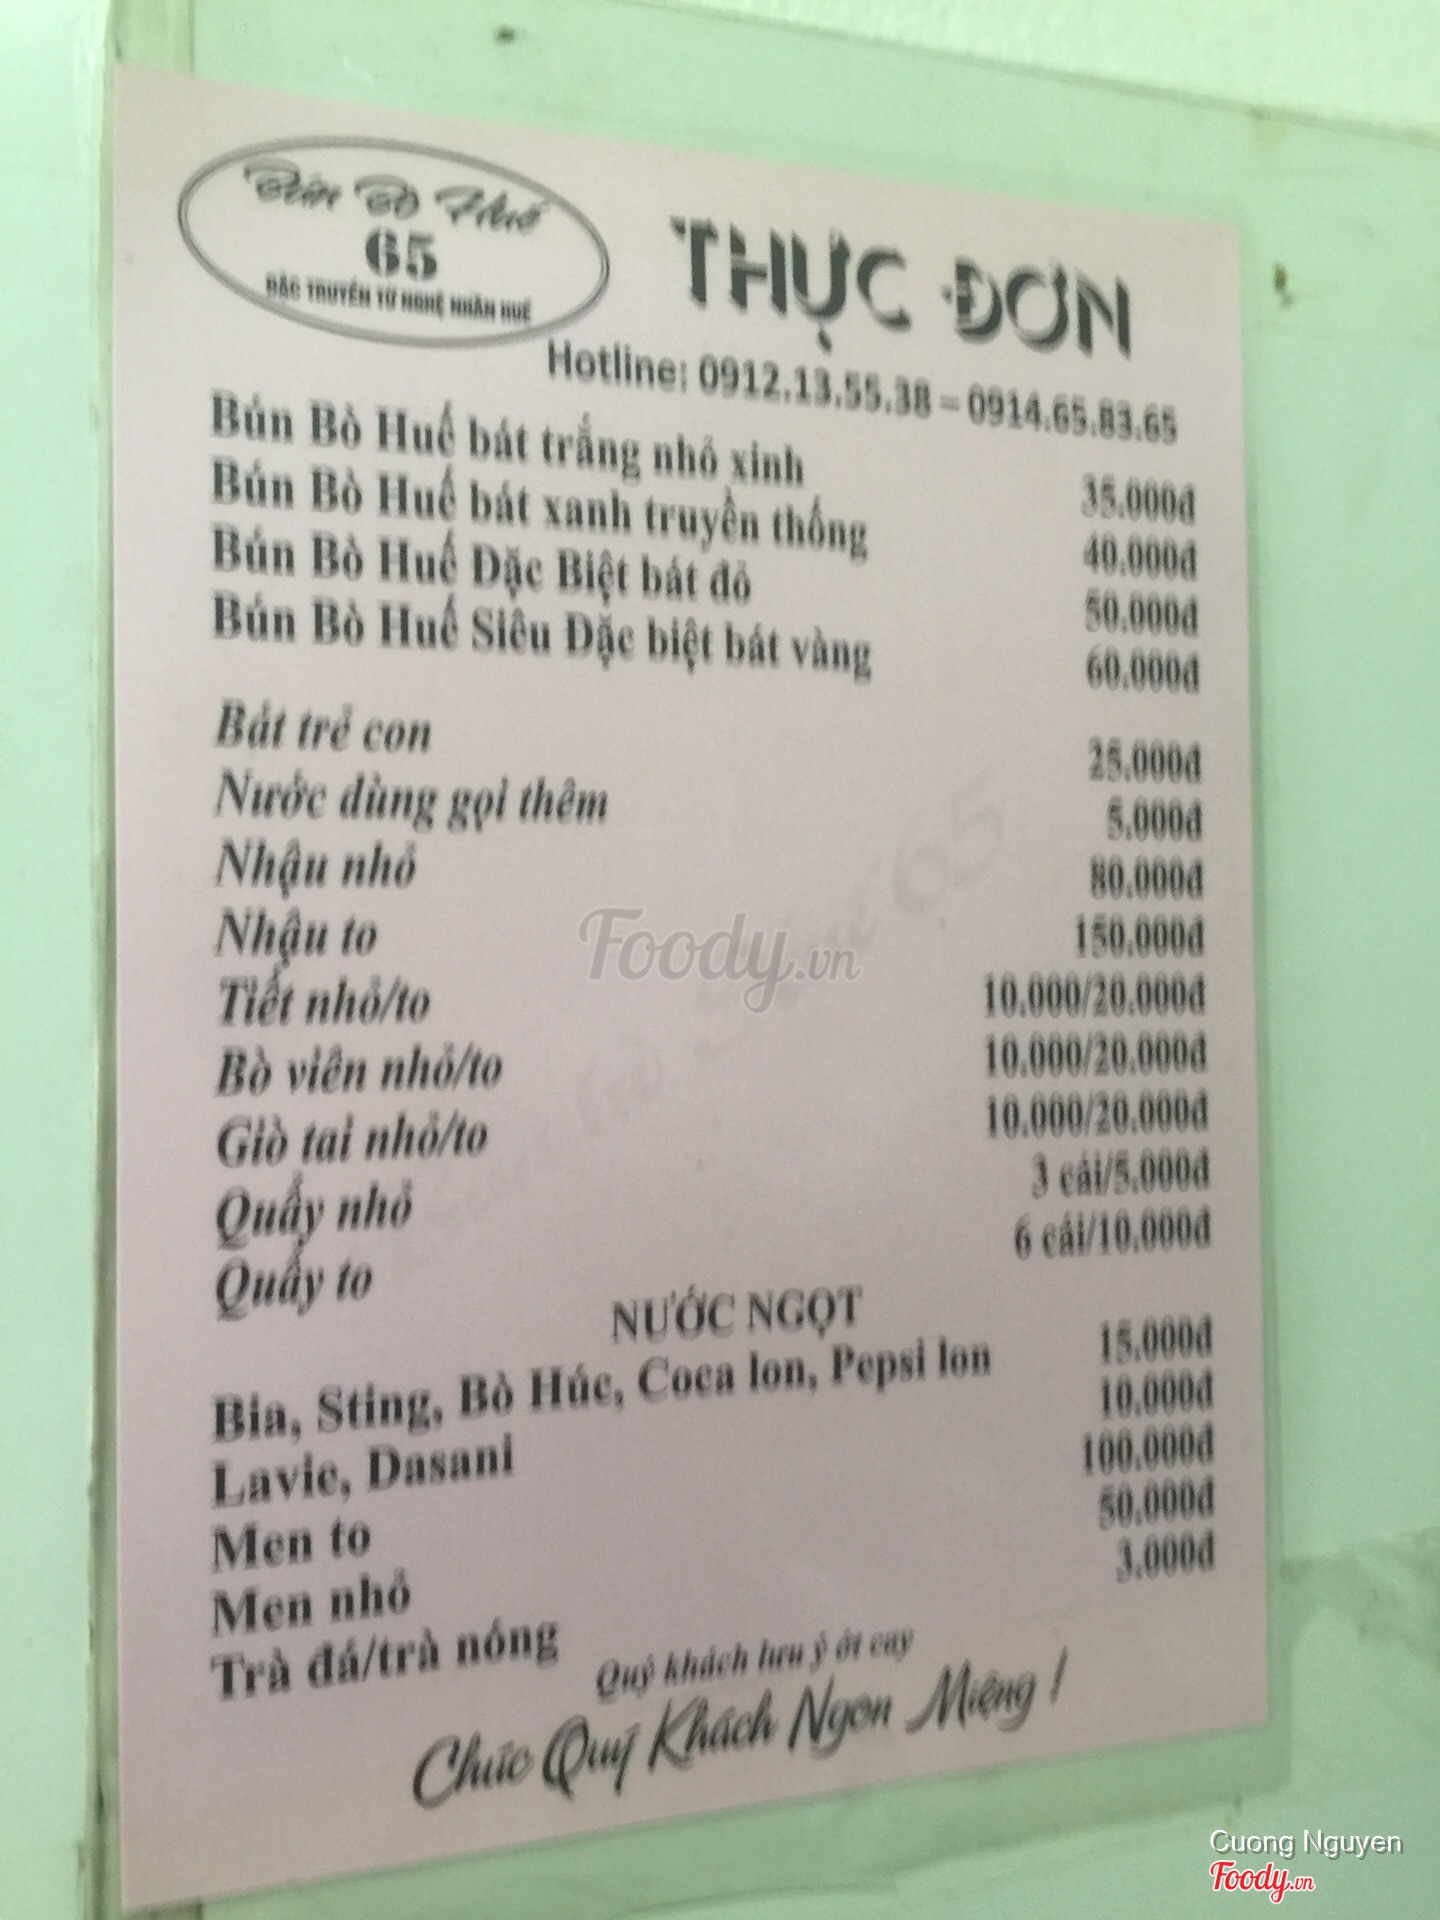 Bún Bò Huế
65
ĐẶC TRUYỀN TỪ NGHỆ NHÂN HUẾ
THỰC ĐƠN
Hotline: 0912.13.55.38 – 0914.65.83.65
Bún Bò Huế bát trắng nhỏ xinh 35.000đ
Bún Bò Huế bát xanh truyền thống 40.000đ
Bún Bò Huế Đặc Biệt bát đỏ 50.000đ
Bún Bò Huế Siêu Đặc biệt bát vàng 60.000đ
Bát trẻ con 25.000đ
Nước dùng gọi thêm 5.000đ
Nhậu nhỏ 80.000đ
Nhậu to 150.000đ
Tiết nhỏ/to 10.000/20.000đ
Bò viên nhỏ/to 10.000/20.000đ
Giò tai nhỏ/to 10.000/20.000đ
Quẩy nhỏ 3 cái/5.000đ
Quẩy to 6 cái/10.000đ
NƯỚC NGỌT
Bia, Sting, Bò Húc, Coca lon, Pepsi lon 15.000đ
Lavie, Dasani 10.000đ
Men to 100.000đ
Men nhỏ 50.000đ
Trà đá/trà nóng 3.000đ
Quý khách lưu ý ớt cay
Chúc Quý Khách Ngon Miệng !
Foody.vn
65
Cuong Nguyen
Foody.vn